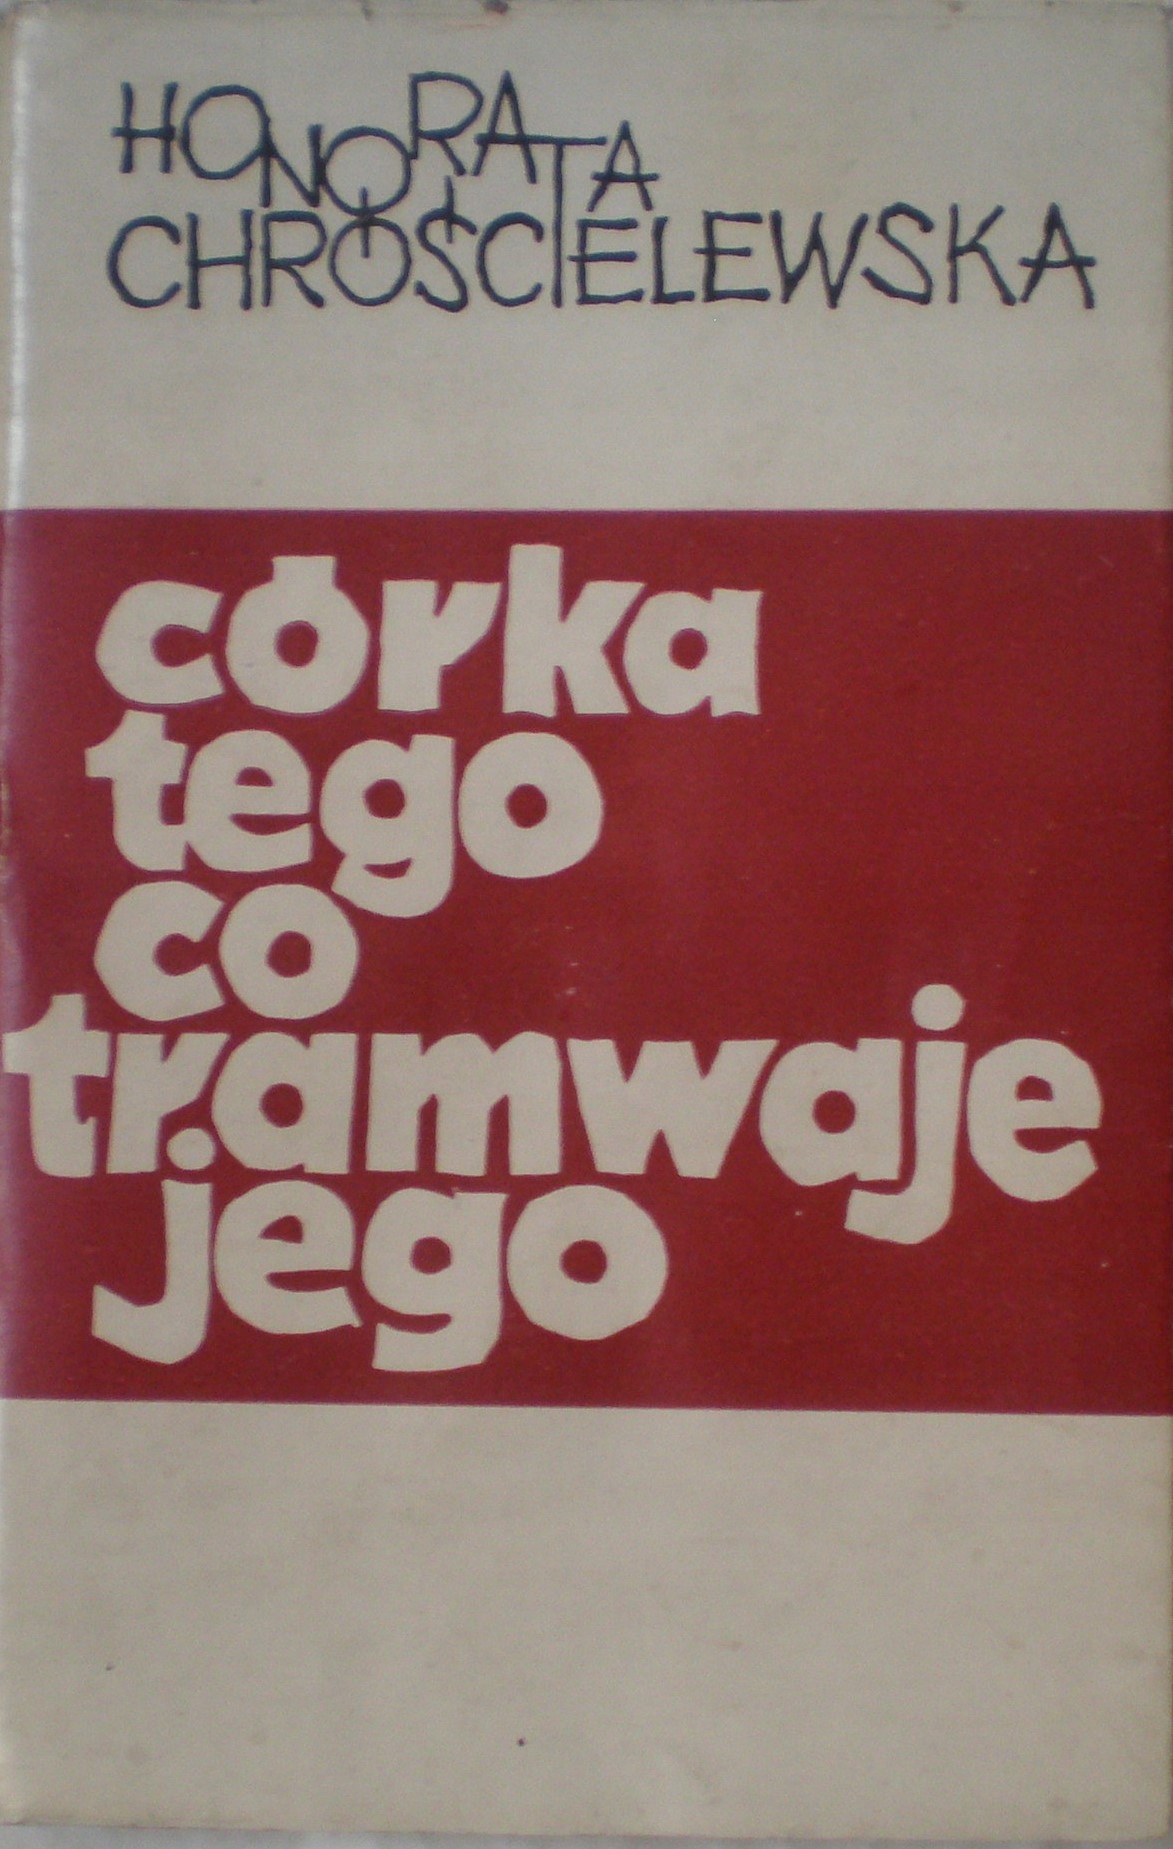 HONORATA
CHROŚCIELEWSKA
córka
tego
co
tramwaje
jego